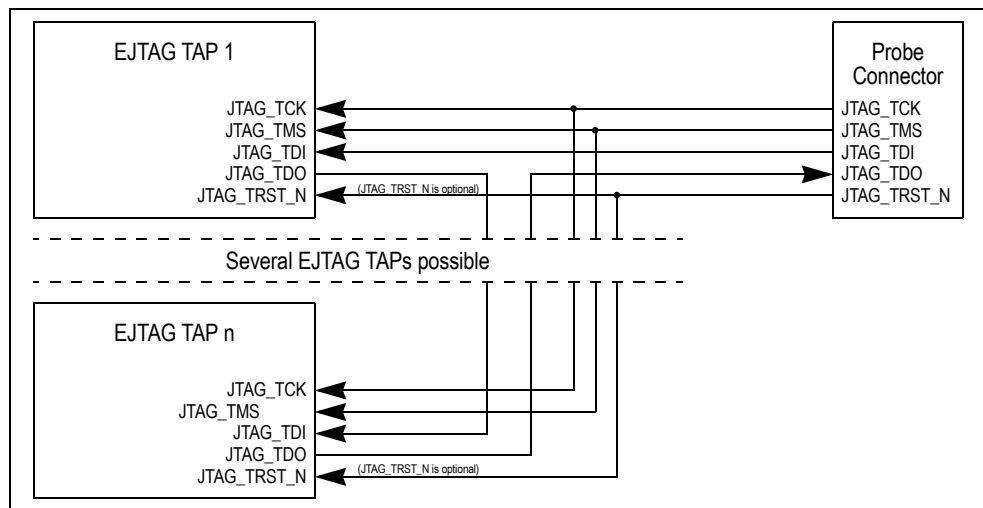 EJTAG TAP 1
JTAG_TCK
JTAG_TMS
JTAG_TDI
JTAG_TDO
JTAG_TRST_N
(JTAG_TRST_N is optional)
Probe
Connector
JTAG_TCK
JTAG_TMS
JTAG_TDI
JTAG_TDO
JTAG_TRST_N
Several EJTAG TAPs possible
EJTAG TAP n
JTAG_TCK
JTAG_TMS
JTAG_TDI
JTAG_TDO
JTAG_TRST_N
(JTAG_TRST_N is optional)